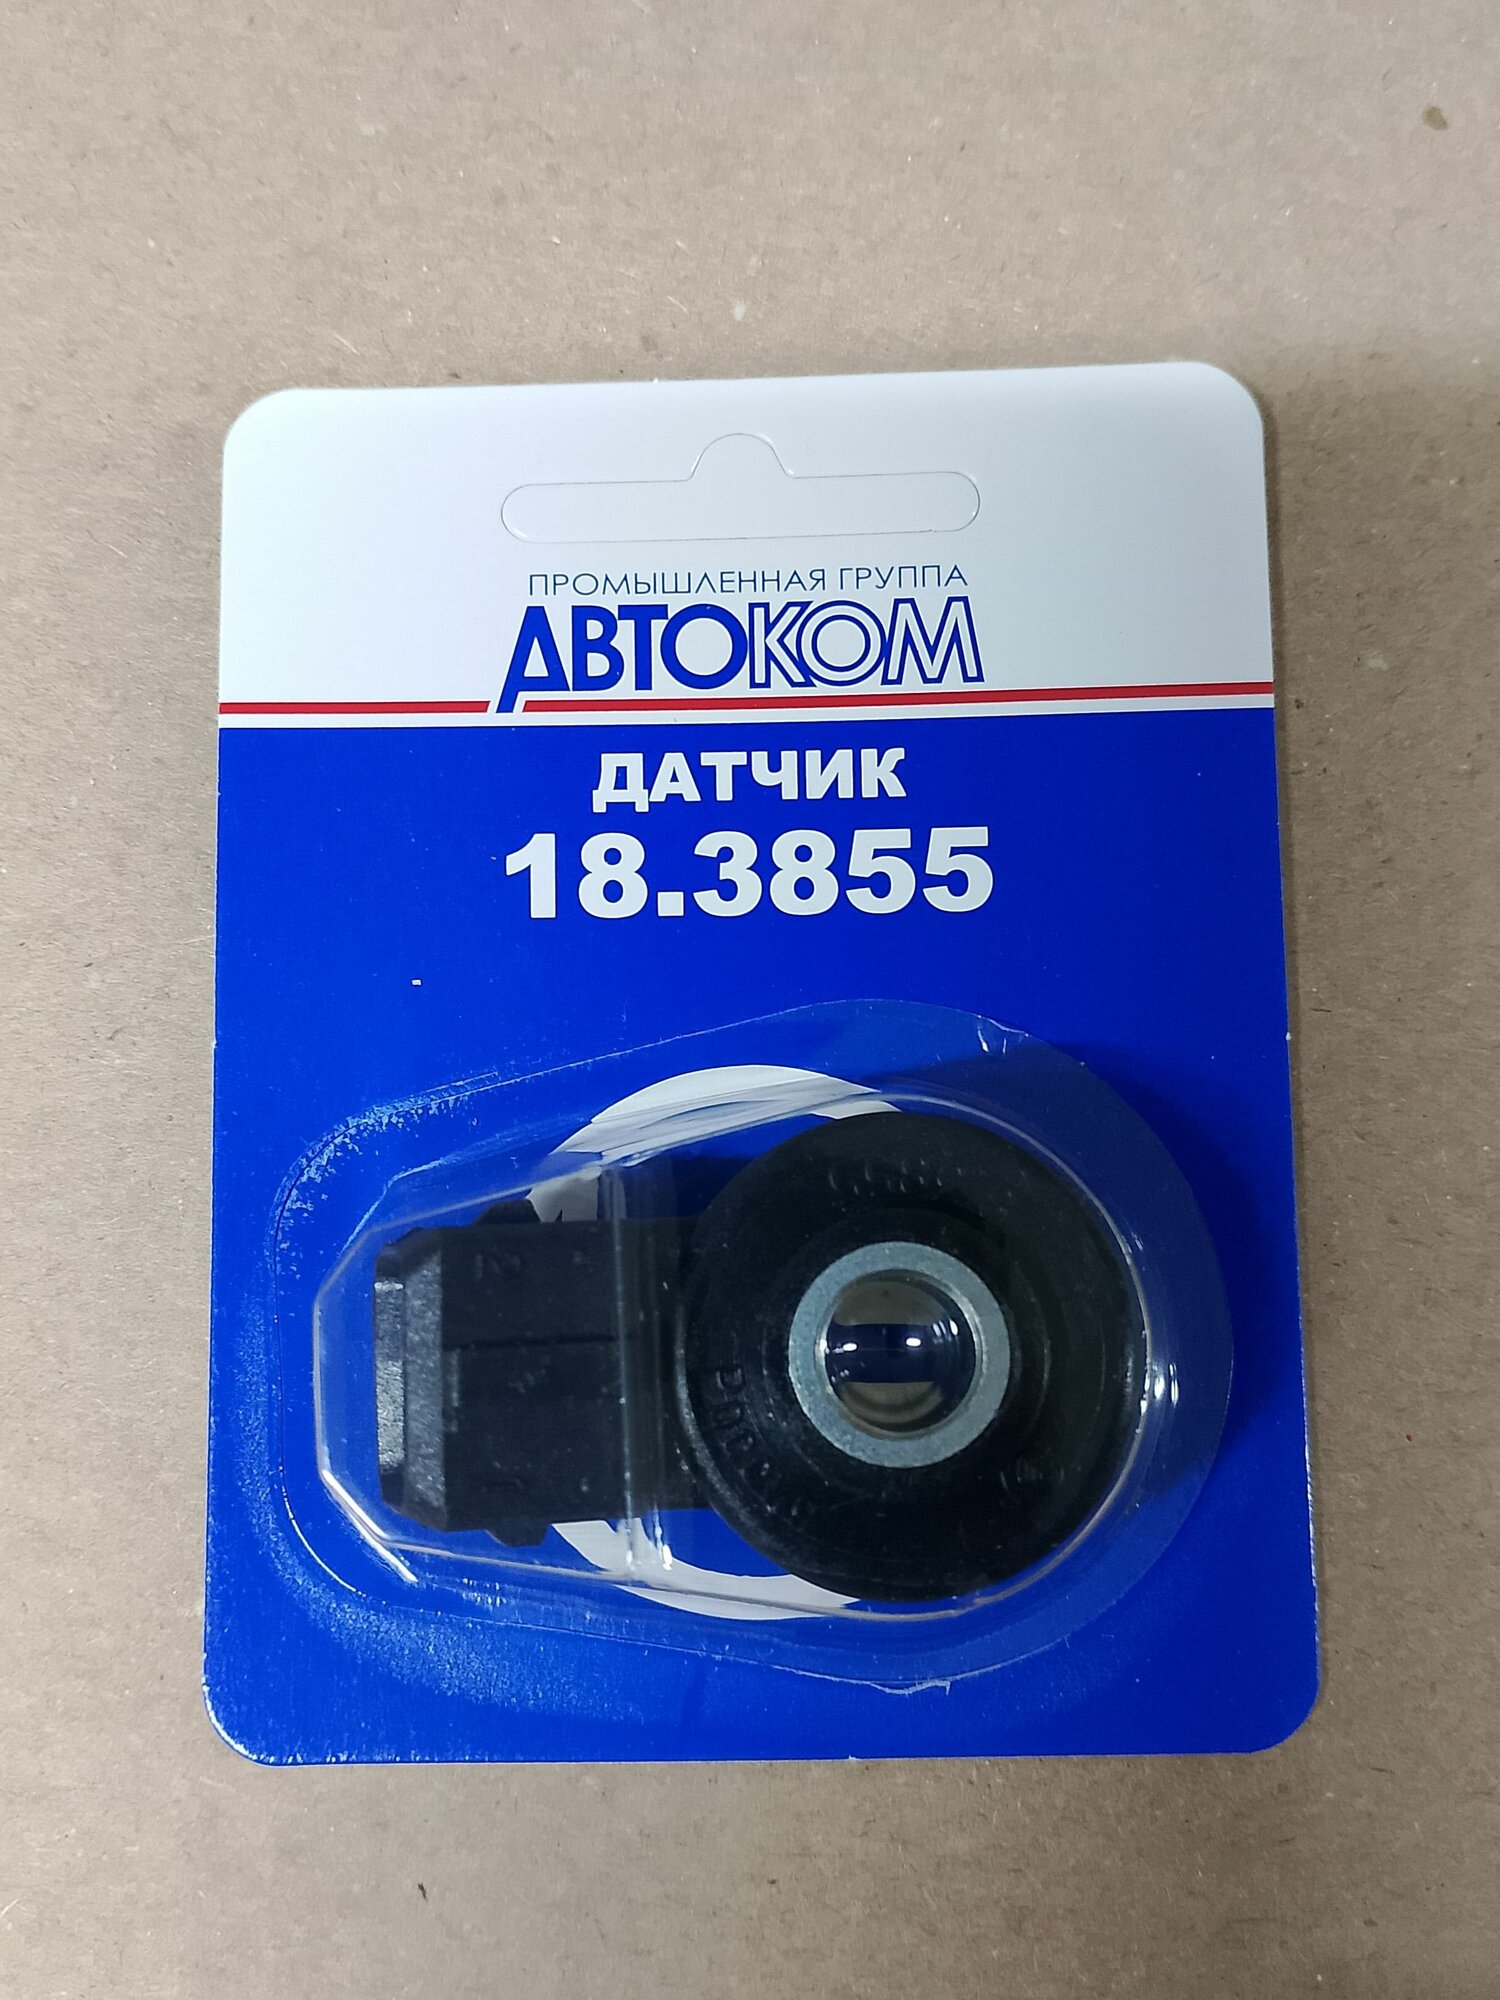 ПРОМЫШЛЕННАЯ ГРУППА
АВТОКОМ
ДАТЧИК
18.3855